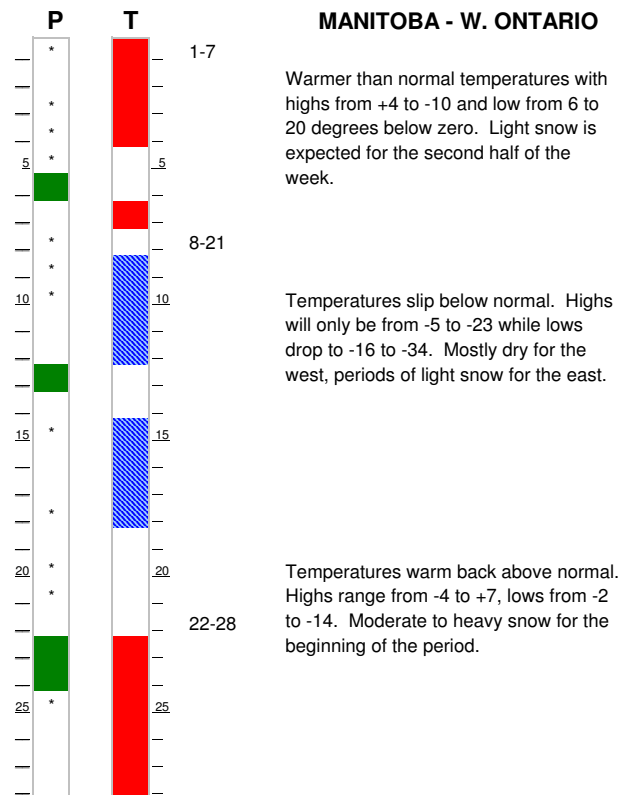 P T MANITOBA - W. ONTARIO
* 1-7
Warmer than normal temperatures with
* highs from +4 to -10 and low from 6 to
* 20 degrees below zero. Light snow is
5 * 5 expected for the second half of the
week.
* 8-21
*
10 * 10 Temperatures slip below normal. Highs
will only be from -5 to -23 while lows
drop to -16 to -34. Mostly dry for the
west, periods of light snow for the east.
15 * 15
*
20 * 20 Temperatures warm back above normal.
* Highs range from -4 to +7, lows from -2
22-28 to -14. Moderate to heavy snow for the
beginning of the period.
25 * 25